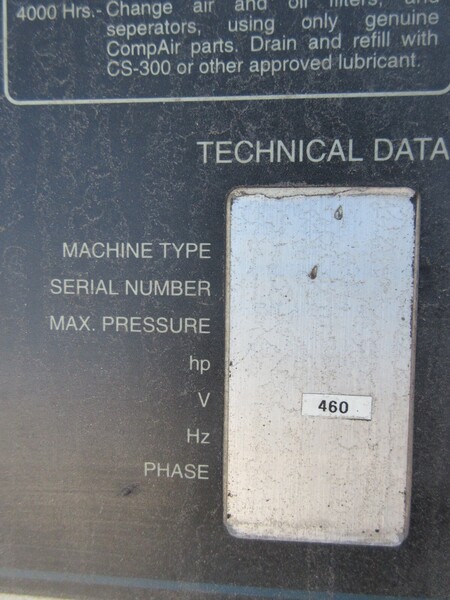 4000 Hrs.- Change air and oil filters, and
seperators, using only genuine
CompAir parts. Drain and refill with
CS-300 or other approved lubricant.
TECHNICAL DATA
MACHINE TYPE
SERIAL NUMBER
MAX. PRESSURE
hp
V 460
Hz
PHASE